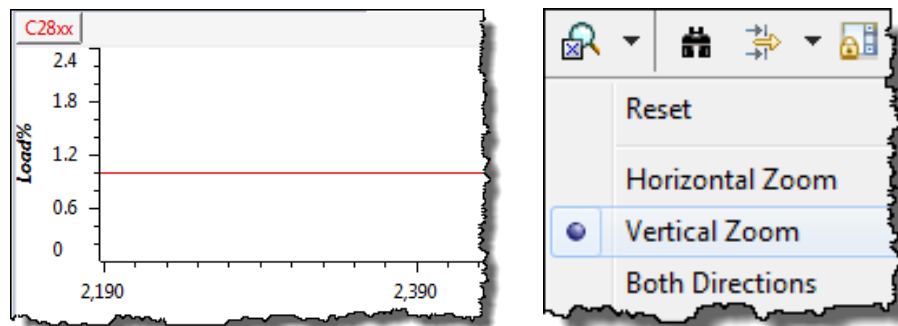 C28xx
2.4
1.8
1.2
0.6
0
Load%
2,190 2,390
Reset
Horizontal Zoom
Vertical Zoom
Both Directions